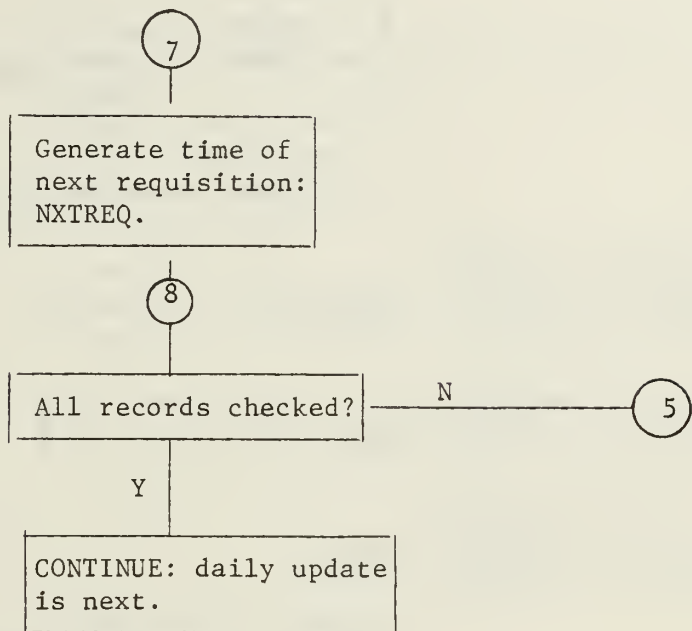 7
Generate time of
next requisition:
NXTREQ.
8
All records checked?
N
5
Y
CONTINUE: daily update
is next.